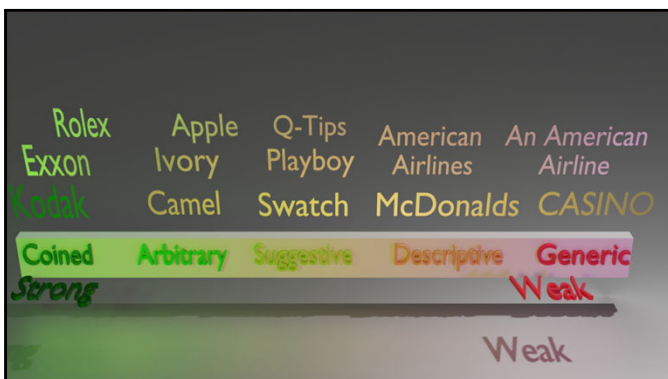 Rolex
Exxon
Kodak
Apple
Ivory
Camel
Q-Tips
Playboy
Swatch
American
Airlines
McDonalds
An American
Airline
CASINO
Coined Arbitrary Suggestive Descriptive Generic
Strong Weak
Weak